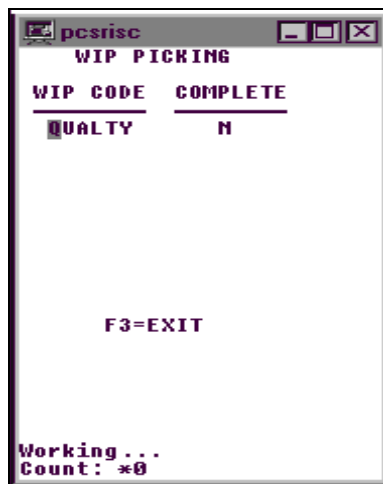 pcsrisc
WIP PICKING
WIP CODE COMPLETE
QUALTY N
F3=EXIT
Working...
Count: *0